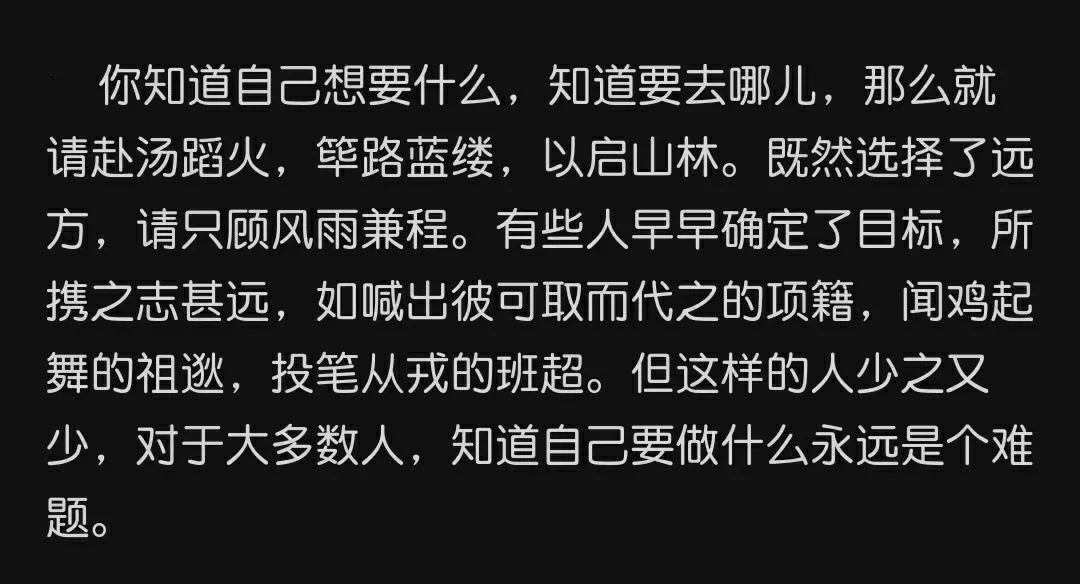 你知道自己想要什么，知道要去哪儿，那么就
请赴汤蹈火，筚路蓝缕，以启山林。既然选择了远
方，请只顾风雨兼程。有些人早早确定了目标，所
携之志甚远，如喊出彼可取而代之的项籍，闻鸡起
舞的祖逖，投笔从戎的班超。但这样的人少之又
少，对于大多数人，知道自己要做什么永远是个难
题。